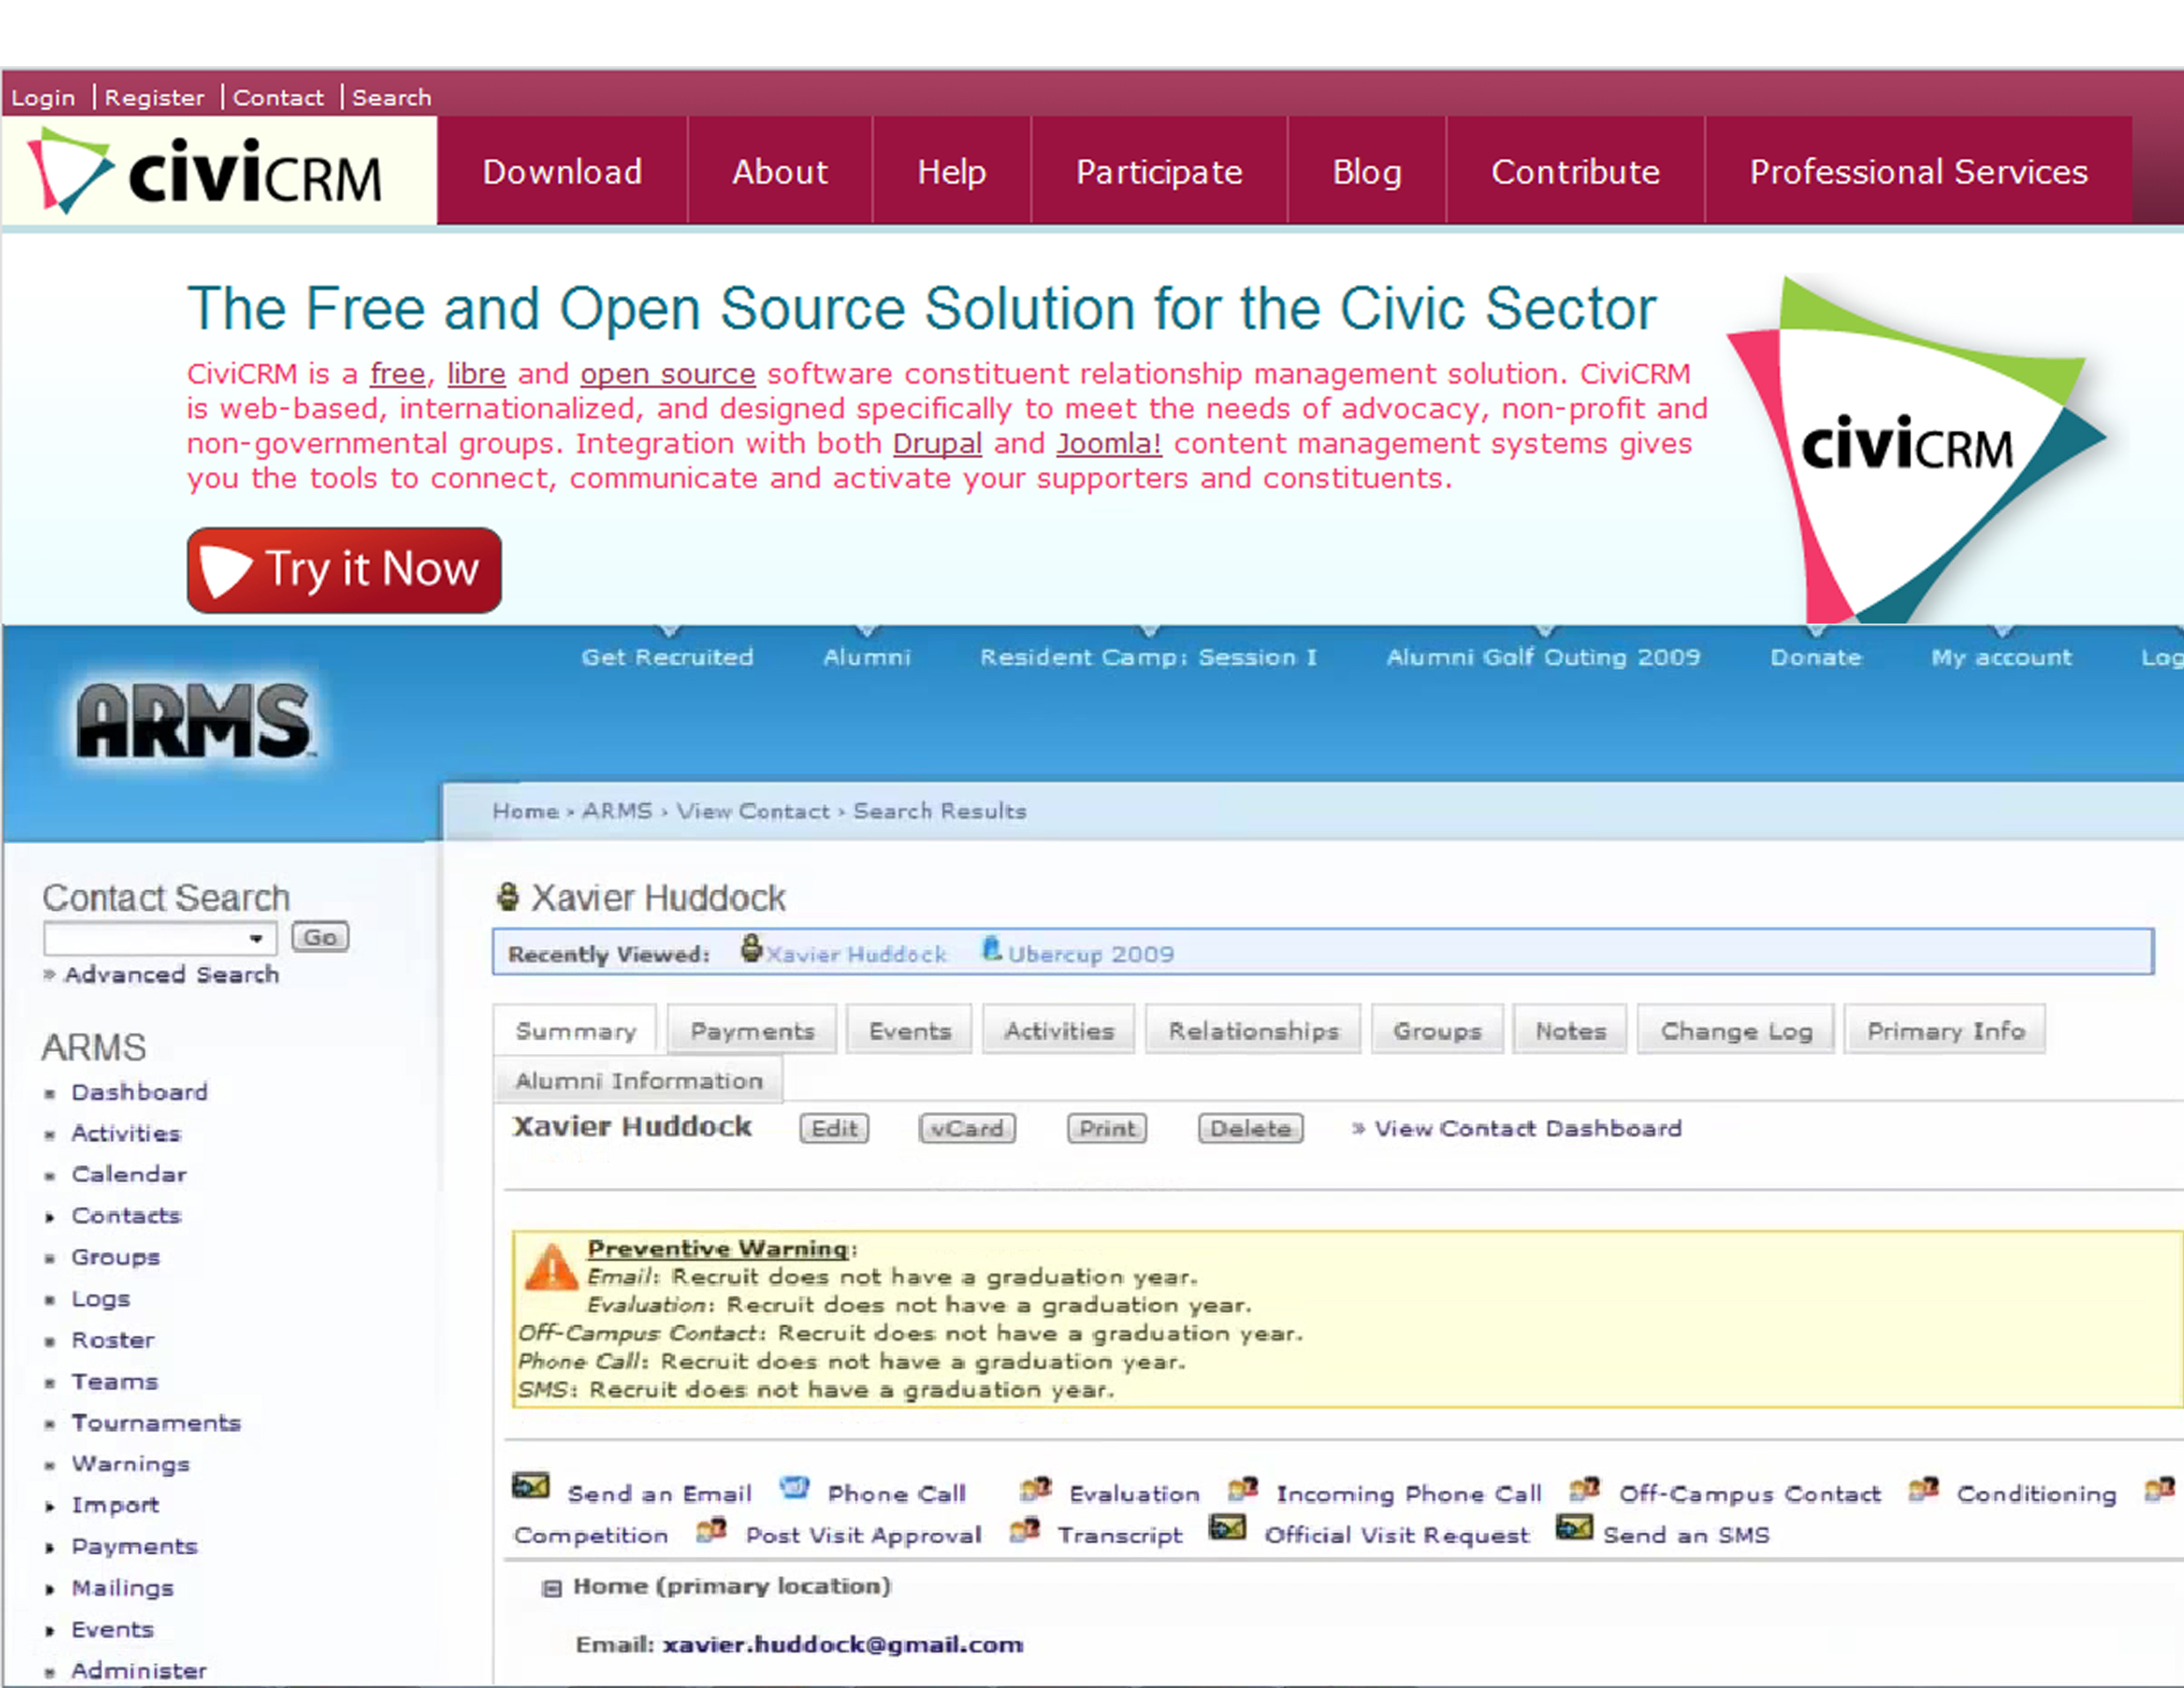 Login | Register | Contact | Search
civiCRM Download About Help Participate Blog Contribute Professional Services
The Free and Open Source Solution for the Civic Sector
CiviCRM is a free, libre and open source software constituent relationship management solution. CiviCRM
is web-based, internationalized, and designed specifically to meet the needs of advocacy, non-profit and
non-governmental groups. Integration with both Drupal and Joomla! content management systems gives
you the tools to connect, communicate and activate your supporters and constituents.
civiCRM
Try it Now
Get Recruited Alumni Resident Camp: Session I Alumni Golf Outing 2009 Donate My account Log
ARMS
Home > ARMS > View Contact > Search Results
Contact Search
Go
» Advanced Search
ARMS
Dashboard
Activities
Calendar
Contacts
Groups
Logs
Roster
Teams
Tournaments
Warnings
Import
Payments
Mailings
Events
Administer
Xavier Huddock
Recently Viewed: Xavier Huddock Ubercup 2009
Summary Payments Events Activities Relationships Groups Notes Change Log Primary Info
Alumni Information
Xavier Huddock Edit vCard Print Delete » View Contact Dashboard
Preventive Warning:
Email: Recruit does not have a graduation year.
Evaluation: Recruit does not have a graduation year.
Off-Campus Contact: Recruit does not have a graduation year.
Phone Call: Recruit does not have a graduation year.
SMS: Recruit does not have a graduation year.
Send an Email Phone Call Evaluation Incoming Phone Call Off-Campus Contact Conditioning
Competition Post Visit Approval Transcript Official Visit Request Send an SMS
Home (primary location)
Email: xavier.huddock@gmail.com